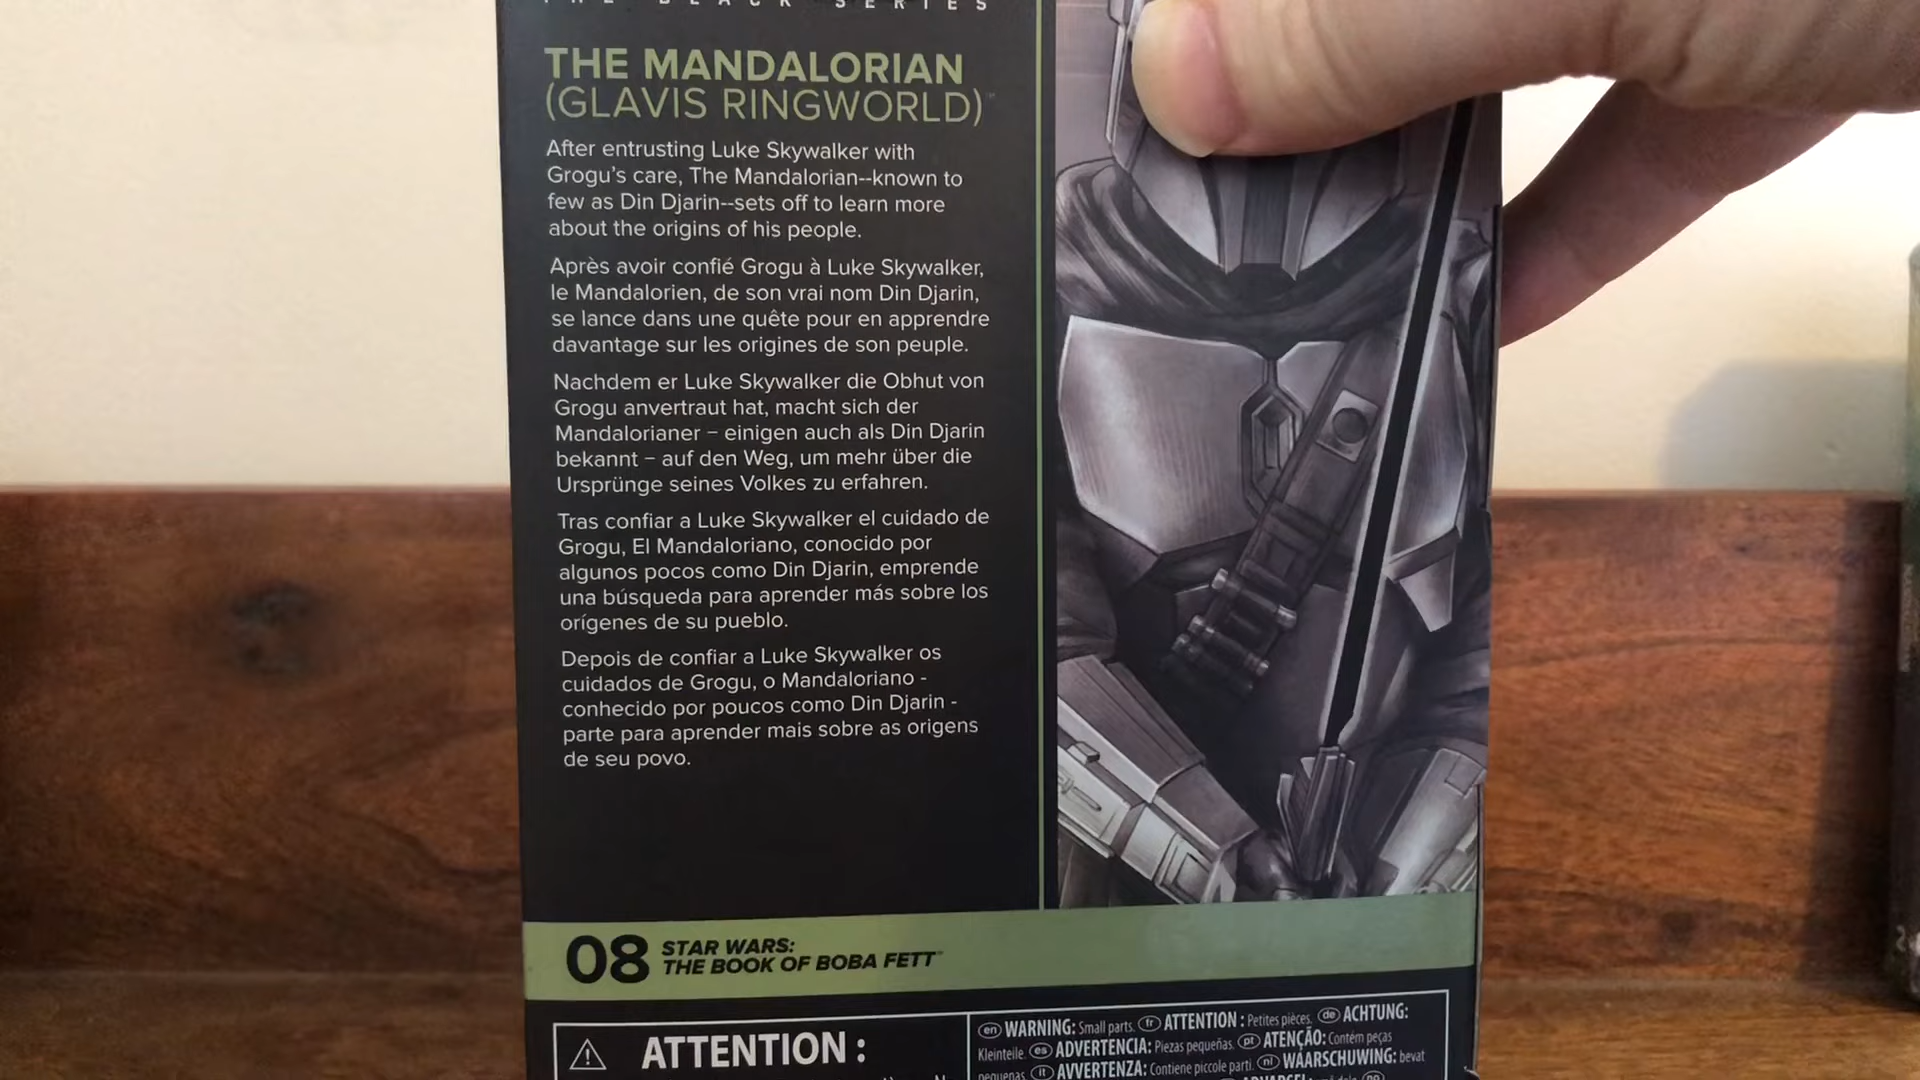 THE BLACK SERIES
THE MANDALORIAN
(GLAVIS RINGWORLD)
After entrusting Luke Skywalker with
Grogu's care, The Mandalorian--known to
few as Din Djarin--sets off to learn more
about the origins of his people.
Après avoir confié Grogu à Luke Skywalker,
le Mandalorien, de son vrai nom Din Djarin,
se lance dans une quête pour en apprendre
davantage sur les origines de son peuple.
Nachdem er Luke Skywalker die Obhut von
Grogu anvertraut hat, macht sich der
Mandalorianer – einigen auch als Din Djarin
bekannt – auf den Weg, um mehr über die
Ursprünge seines Volkes zu erfahren.
Tras confiar a Luke Skywalker el cuidado de
Grogu, El Mandaloriano, conocido por
algunos pocos como Din Djarin, emprende
una búsqueda para aprender más sobre los
orígenes de su pueblo.
Depois de confiar a Luke Skywalker os
cuidados de Grogu, o Mandaloriano -
conhecido por poucos como Din Djarin -
parte para aprender mais sobre as origens
de seu povo.
08 STAR WARS:
THE BOOK OF BOBA FETT™
ATTENTION :
en WARNING: Small parts. fr ATTENTION : Petites pièces. de ACHTUNG:
Kleinteile. es ADVERTENCIA: Piezas pequeñas. pt ATENÇÃO: Contém peças
pequenas. it AVVERTENZA: Contiene piccole parti. nl WAARSCHUWING: bevat